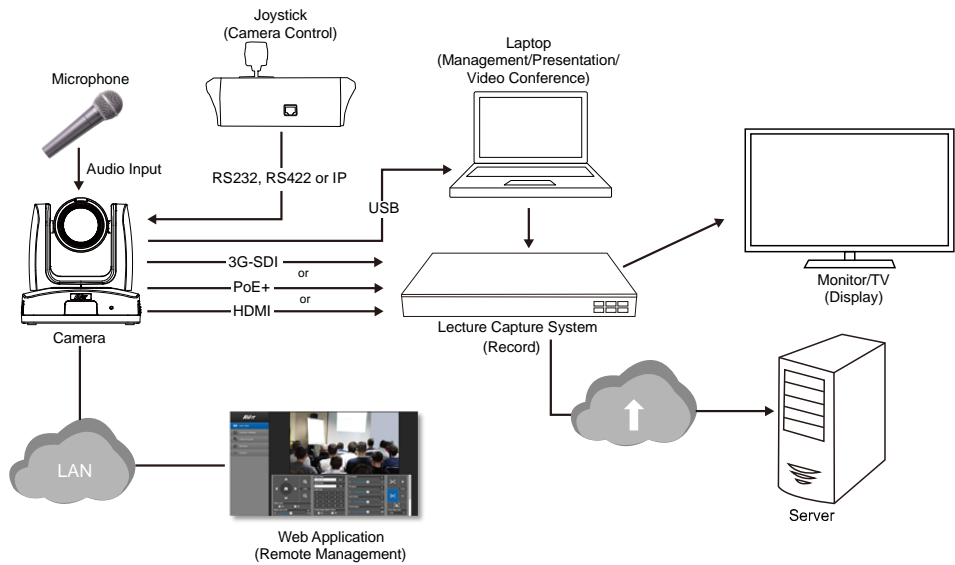 Joystick
(Camera Control)
Laptop
(Management/Presentation/
Video Conference)
Microphone
Audio Input
RS232, RS422 or IP
USB
3G-SDI
or
PoE+
or
HDMI
Monitor/TV
(Display)
Camera
Lecture Capture System
(Record)
LAN
AVer
Server
Web Application
(Remote Management)